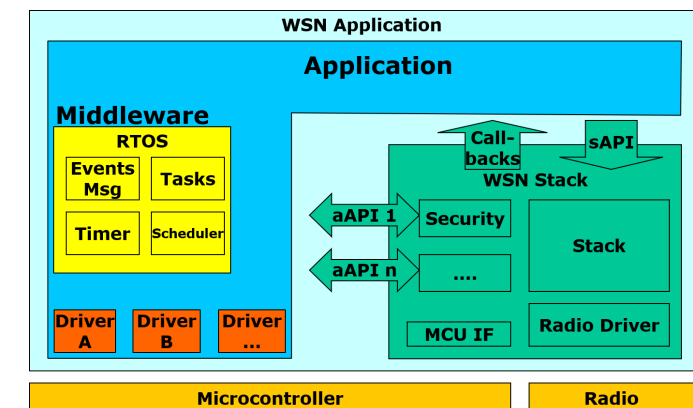 WSN Application
Application
Middleware
RTOS
Events
Msg
Tasks
Timer
Scheduler
Driver
A
Driver
B
Driver
...
Call-
backs
sAPI
WSN Stack
aAPI 1
Security
Stack
aAPI n
....
MCU IF
Radio Driver
Microcontroller
Radio